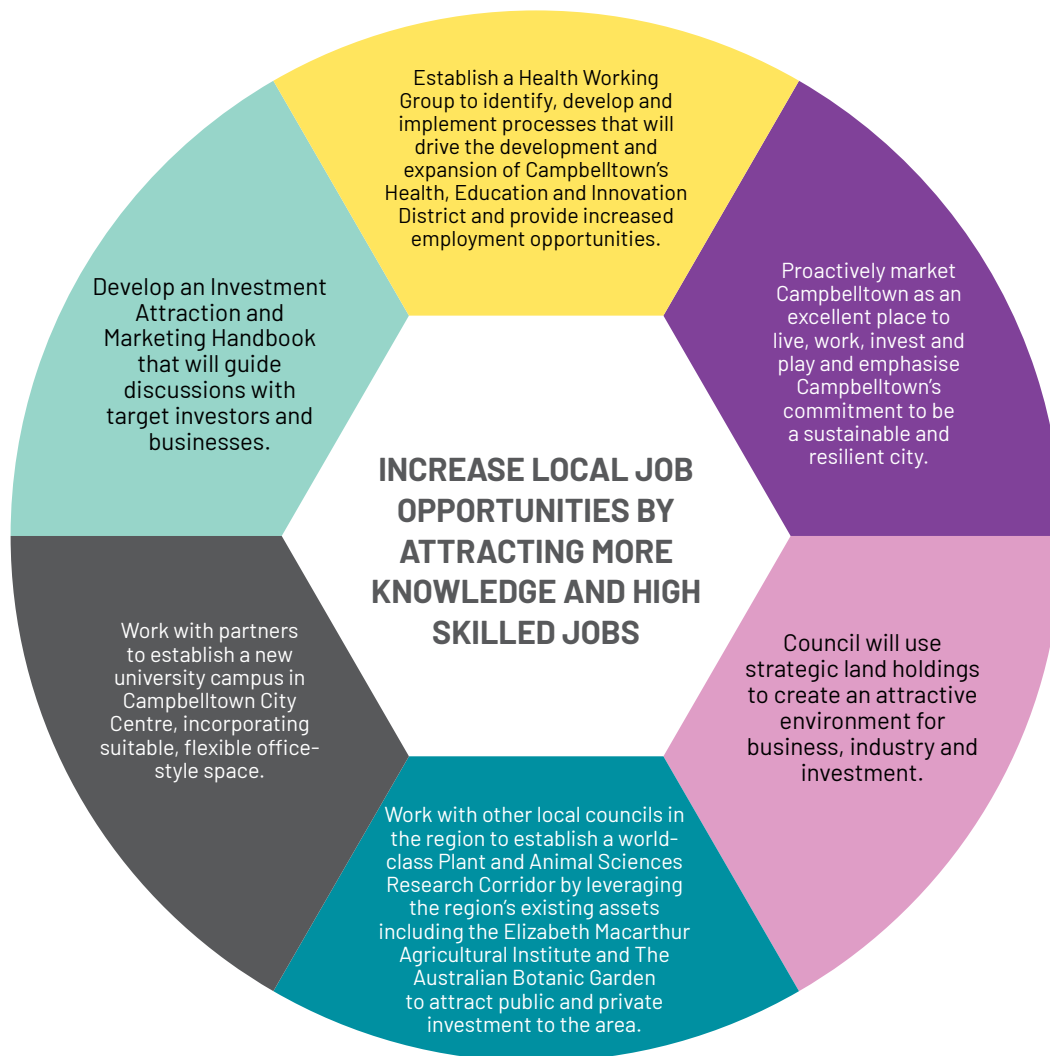 Establish a Health Working
Group to identify, develop and
implement processes that will
drive the development and
expansion of Campbelltown's
Health, Education and Innovation
District and provide increased
employment opportunities.
Proactively market
Campbelltown as an
excellent place to
live, work, invest and
play and emphasise
Campbelltown's
commitment to be
a sustainable and
resilient city.
Council will use
strategic land holdings
to create an attractive
environment for
business, industry and
investment.
Work with other local councils in
the region to establish a world-
class Plant and Animal Sciences
Research Corridor by leveraging
the region's existing assets
including the Elizabeth Macarthur
Agricultural Institute and The
Australian Botanic Garden
to attract public and private
investment to the area.
Work with partners
to establish a new
university campus in
Campbelltown City
Centre, incorporating
suitable, flexible office-
style space.
Develop an Investment
Attraction and
Marketing Handbook
that will guide
discussions with
target investors and
businesses.
INCREASE LOCAL JOB
OPPORTUNITIES BY
ATTRACTING MORE
KNOWLEDGE AND HIGH
SKILLED JOBS